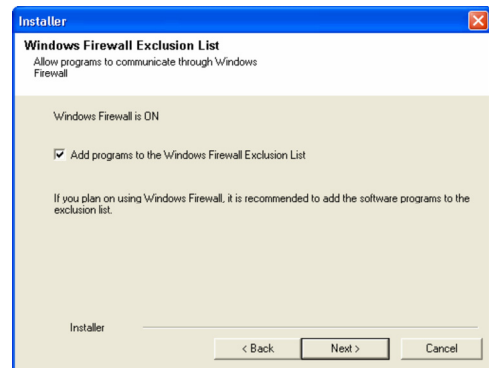 Installer
Windows Firewall Exclusion List
Allow programs to communicate through Windows
Firewall
Windows Firewall is ON
Add programs to the Windows Firewall Exclusion List
If you plan on using Windows Firewall, it is recommended to add the software programs to the
exclusion list.
Installer
< Back
Next >
Cancel